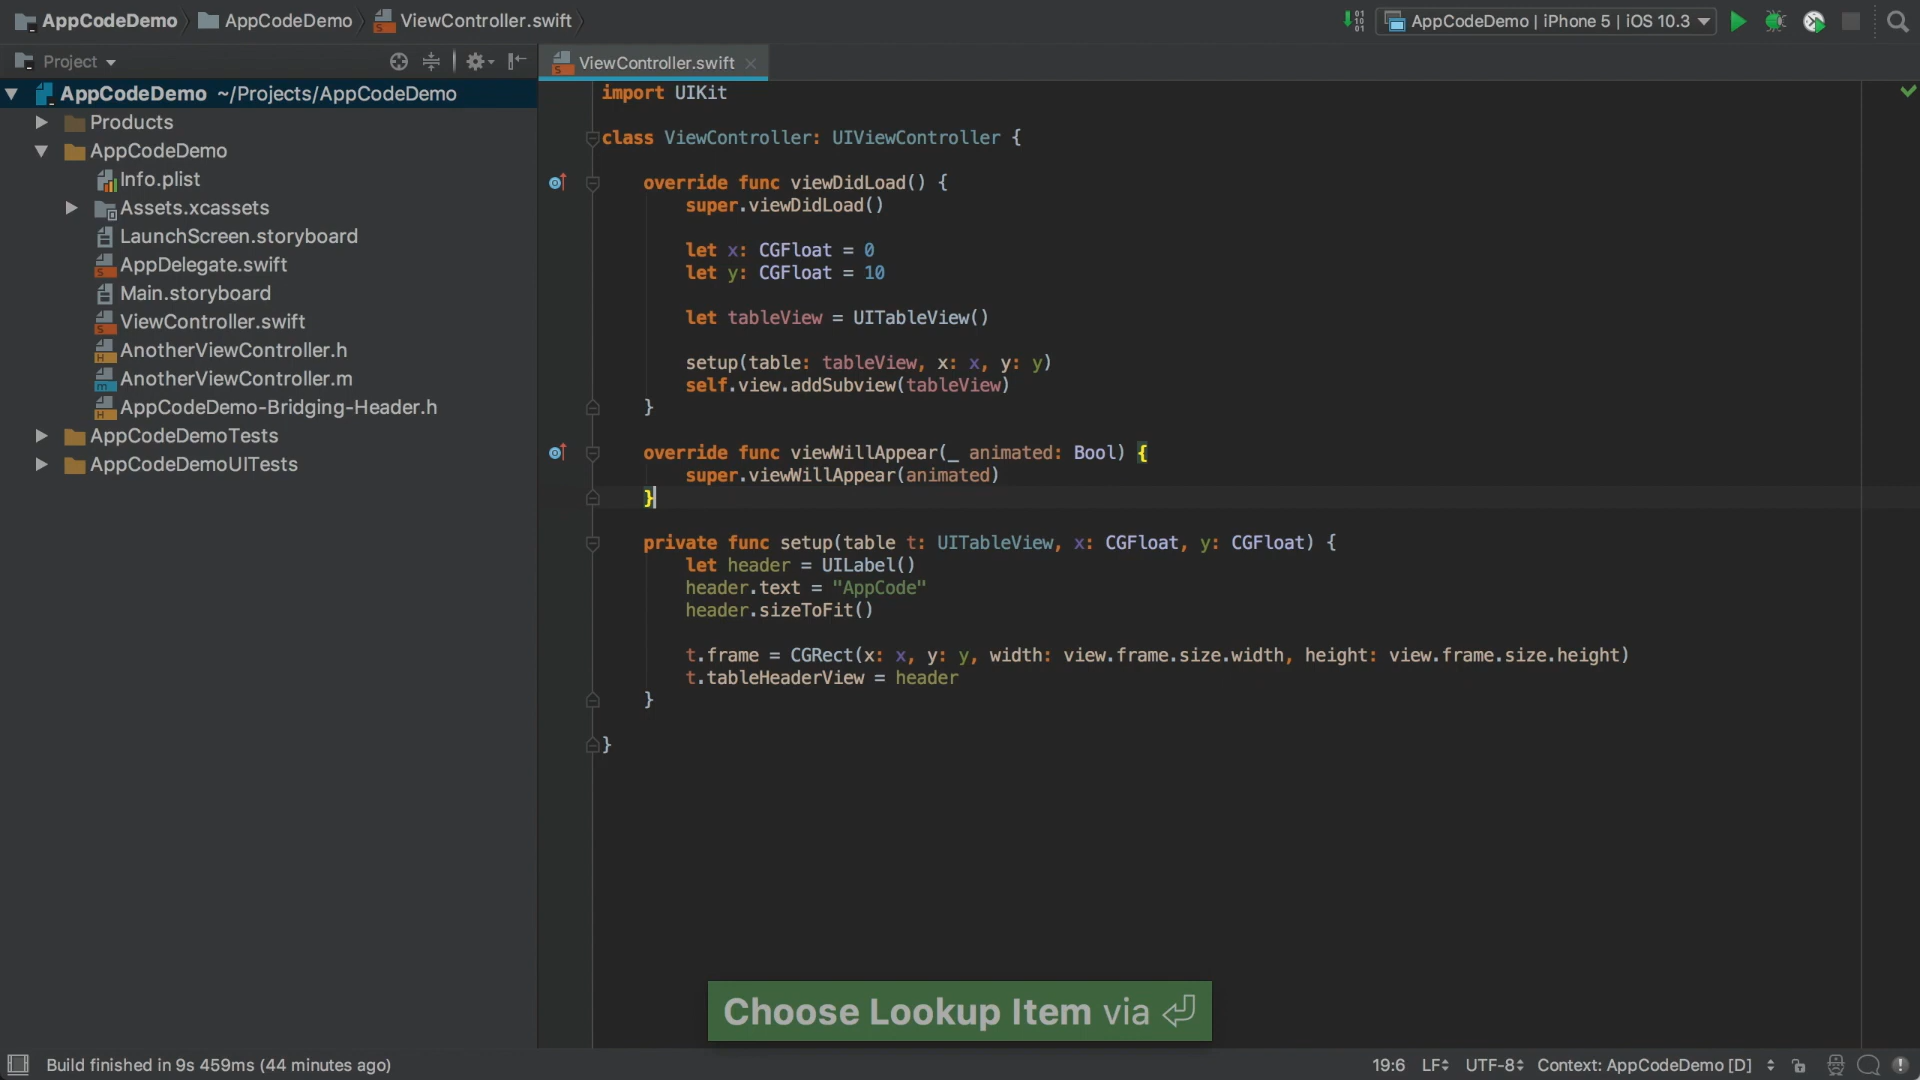 AppCodeDemo AppCodeDemo ViewController.swift
AppCodeDemo | iPhone 5 | iOS 10.3
Project
ViewController.swift
AppCodeDemo ~/Projects/AppCodeDemo
Products
AppCodeDemo
Info.plist
Assets.xcassets
LaunchScreen.storyboard
AppDelegate.swift
Main.storyboard
ViewController.swift
AnotherViewController.h
AnotherViewController.m
AppCodeDemo-Bridging-Header.h
AppCodeDemoTests
AppCodeDemoUITests
import UIKit
class ViewController: UIViewController {
override func viewDidLoad() {
super.viewDidLoad()
let x: CGFloat = 0
let y: CGFloat = 10
let tableView = UITableView()
setup(table: tableView, x: x, y: y)
self.view.addSubview(tableView)
}
override func viewWillAppear(_ animated: Bool) {
super.viewWillAppear(animated)
}
private func setup(table t: UITableView, x: CGFloat, y: CGFloat) {
let header = UILabel()
header.text = "AppCode"
header.sizeToFit()
t.frame = CGRect(x: x, y: y, width: view.frame.size.width, height: view.frame.size.height)
t.tableHeaderView = header
}
}
Choose Lookup Item via ⏎
Build finished in 9s 459ms (44 minutes ago)
19:6 LF UTF-8 Context: AppCodeDemo [D]